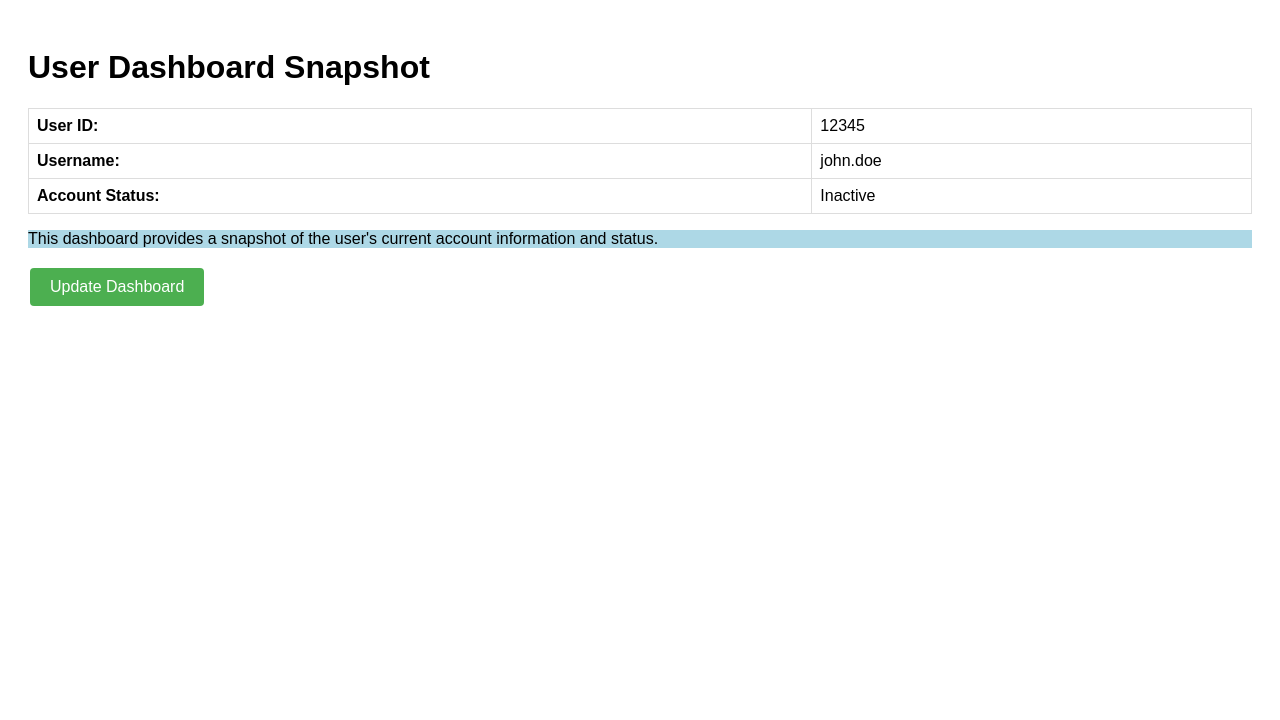 User Dashboard Snapshot
User ID: 12345
Username: john.doe
Account Status: Inactive
This dashboard provides a snapshot of the user's current account information and status.
Update Dashboard